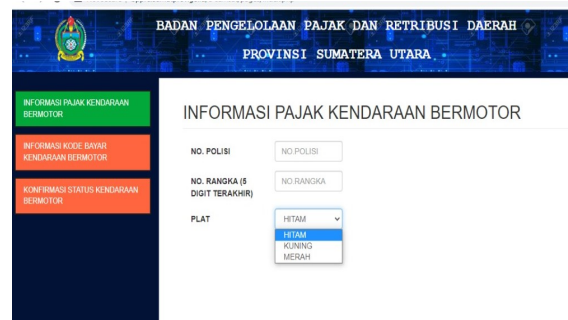 BADAN PENGELOLAAN PAJAK DAN RETRIBUSI DAERAH
PROVINSI SUMATERA UTARA
INFORMASI PAJAK KENDARAAN
BERMOTOR
INFORMASI KODE BAYAR
KENDARAAN BERMOTOR
KONFIRMASI STATUS KENDARAAN
BERMOTOR
INFORMASI PAJAK KENDARAAN BERMOTOR
NO. POLISI
NO.POLISI
NO. RANGKA (5
DIGIT TERAKHIR)
NO.RANGKA
PLAT
HITAM
HITAM
KUNING
MERAH